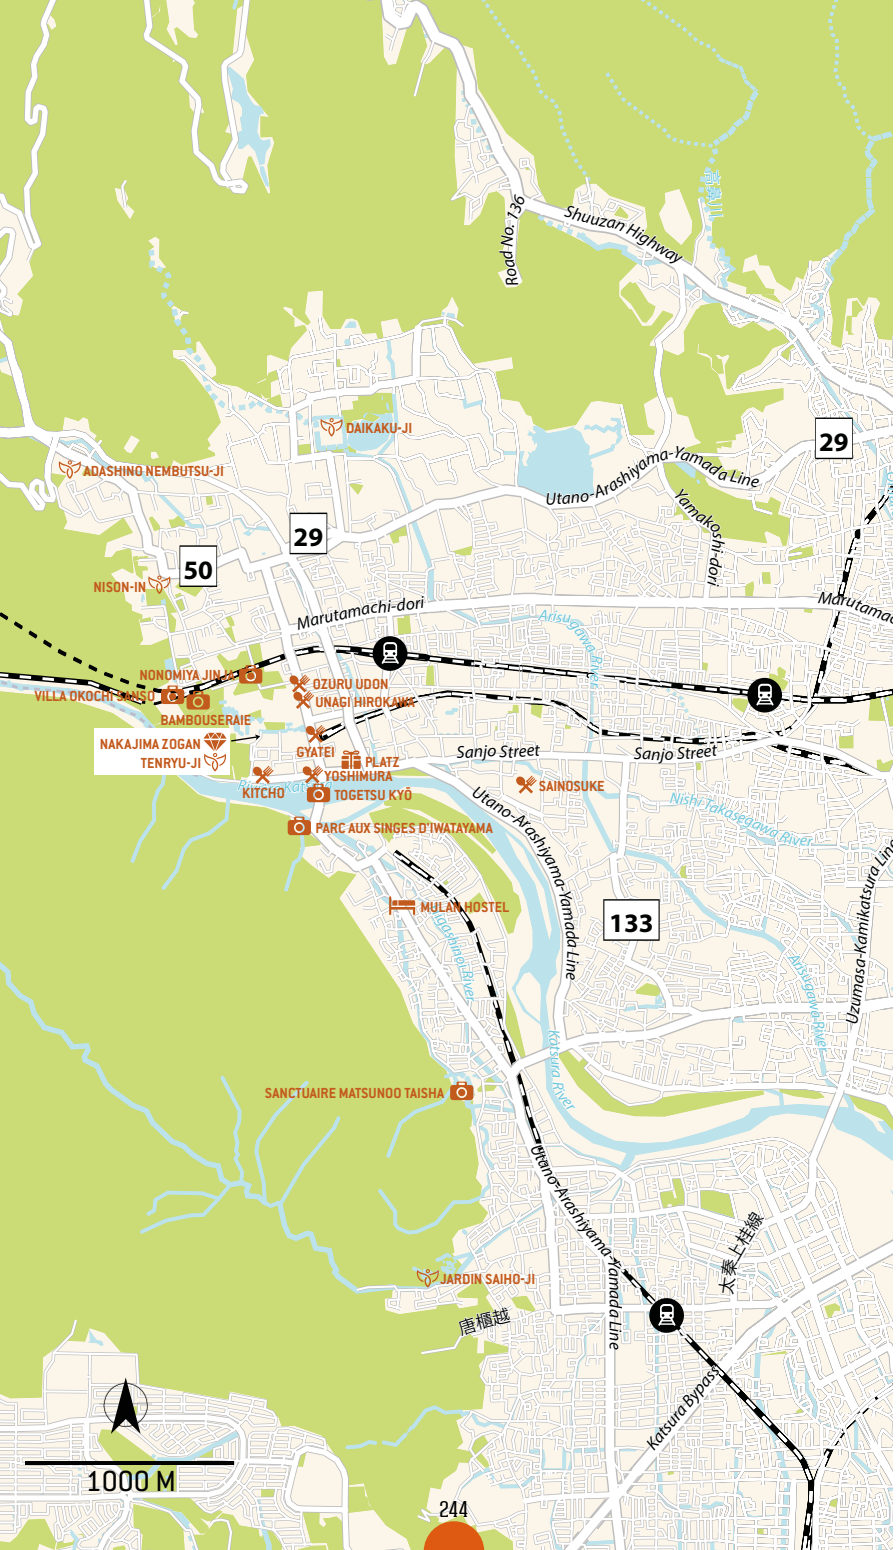 Road No. 136
Shuuzan Highway
DAIKAKU-JI
29
ADASHINO NEMBUTSU-JI
Utano-Arashiyama-Yamada Line
Yamakoshi-dori
29
50
NISON-IN
Marutamachi-dori
Marutamac
Arisugawa River
NONOMIYA JINJA
OZURU UDON
VILLA OKOCHI SANSO
UNAGI HIROKAWA
BAMBOUSERAIE
NAKAJIMA ZOGAN
TENRYU-JI
GYATEI
PLATZ
Sanjo Street
Sanjo Street
YOSHIMURA
KITCHO
TOGETSU KYŌ
SAINOSUKE
Nishi-Takasegawa River
PARC AUX SINGES D'IWATAYAMA
Utano-Arashiyama-Yamada Line
MULAN HOSTEL
133
Uzumasa-Kamikatsura Line
Arisugawa River
Katsura River
SANCTUAIRE MATSUNOO TAISHA
Utano-Arashiyama-Yamada Line
太秦上桂線
JARDIN SAIHO-JI
唐櫃越
Katsura Bypass
1000 M
244